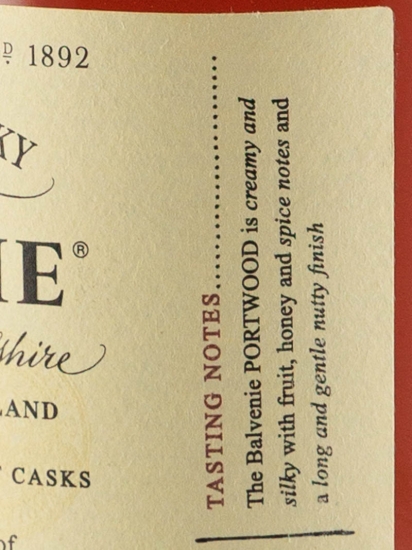 D 1892
KY
IE®
shire
LAND
CASKS
of
TASTING NOTES
The Balvenie PORTWOOD is creamy and
silky with fruit, honey and spice notes and
a long and gentle nutty finish